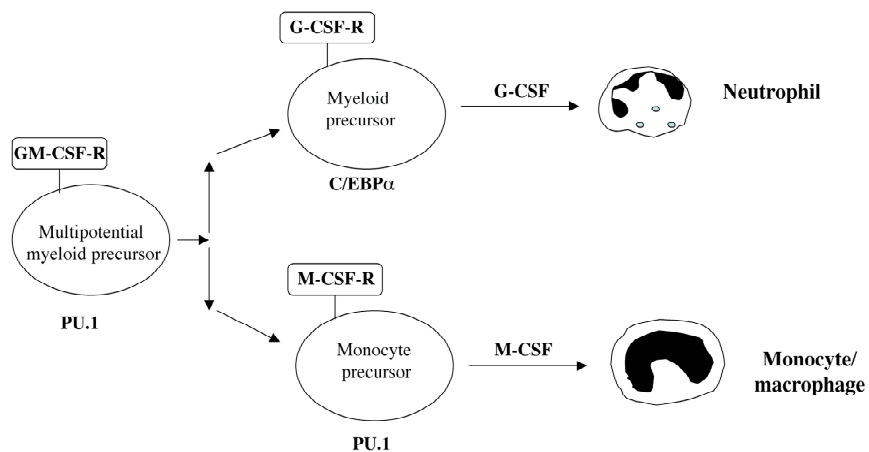 G-CSF-R
Myeloid
precursor
C/EBPα
G-CSF
Neutrophil
GM-CSF-R
Multipotential
myeloid precursor
PU.1
M-CSF-R
Monocyte
precursor
PU.1
M-CSF
Monocyte/
macrophage